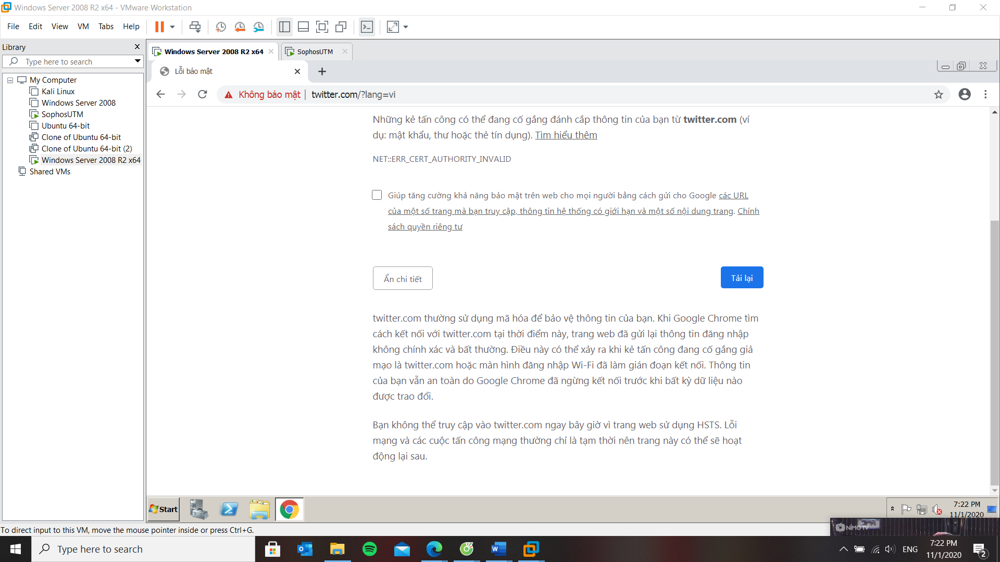 Windows Server 2008 R2 x64 - VMware Workstation
File Edit View VM Tabs Help
Library
Type here to search
My Computer
Kali Linux
Windows Server 2008
SophosUTM
Ubuntu 64-bit
Clone of Ubuntu 64-bit
Clone of Ubuntu 64-bit (2)
Windows Server 2008 R2 x64
Shared VMs
Windows Server 2008 R2 x64 SophosUTM
Lỗi bảo mật
Không bảo mật twitter.com/?lang=vi
Những kẻ tấn công có thể đang cố gắng đánh cắp thông tin của bạn từ twitter.com (ví
dụ: mật khẩu, thư hoặc thẻ tín dụng). Tìm hiểu thêm
NET::ERR_CERT_AUTHORITY_INVALID
Giúp tăng cường khả năng bảo mật trên web cho mọi người bằng cách gửi cho Google các URL
của một số trang mà bạn truy cập, thông tin hệ thống có giới hạn và một số nội dung trang. Chính
sách quyền riêng tư
Ẩn chi tiết
Tải lại
twitter.com thường sử dụng mã hóa để bảo vệ thông tin của bạn. Khi Google Chrome tìm
cách kết nối với twitter.com tại thời điểm này, trang web đã gửi lại thông tin đăng nhập
không chính xác và bất thường. Điều này có thể xảy ra khi kẻ tấn công đang cố gắng giả
mạo là twitter.com hoặc màn hình đăng nhập Wi-Fi đã làm gián đoạn kết nối. Thông tin
của bạn vẫn an toàn do Google Chrome đã ngừng kết nối trước khi bất kỳ dữ liệu nào
được trao đổi.
Bạn không thể truy cập vào twitter.com ngay bây giờ vì trang web sử dụng HSTS. Lỗi
mạng và các cuộc tấn công mạng thường chỉ là tạm thời nên trang này có thể sẽ hoạt
động lại sau.
Start
7:22 PM
11/1/2020
NIMO TV
To direct input to this VM, move the mouse pointer inside or press Ctrl+G.
Type here to search
ENG
7:22 PM
11/1/2020
2